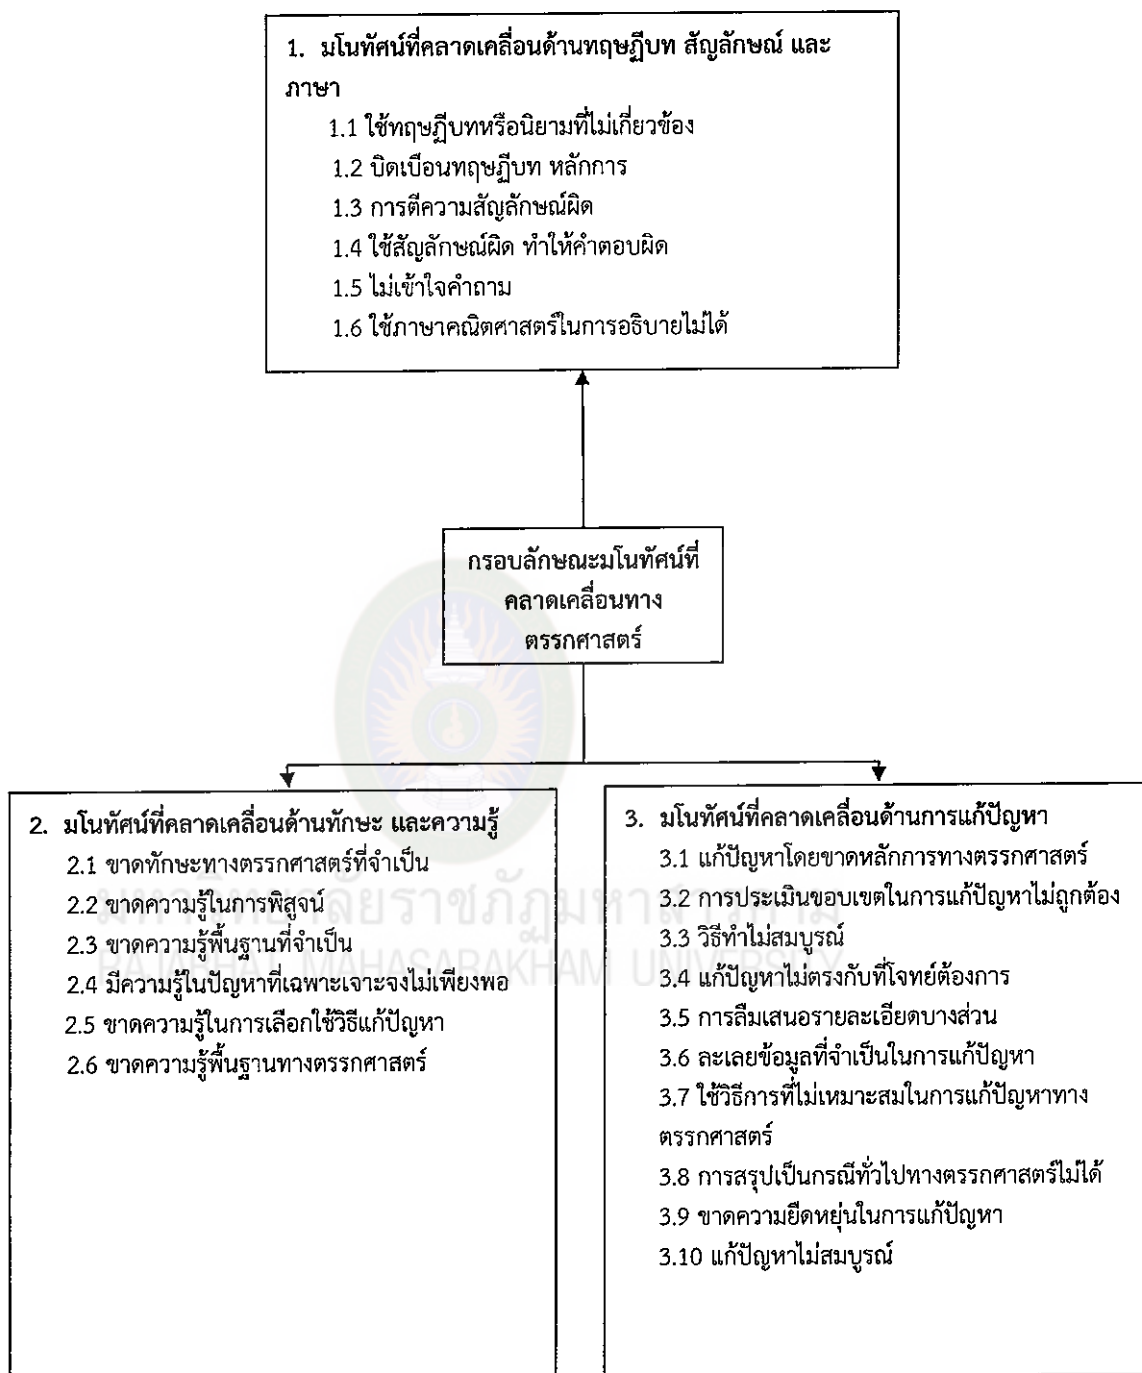 1. มโนทัศน์ที่คลาดเคลื่อนด้านทฤษฎีบท สัญลักษณ์ และ
ภาษา
1.1 ใช้ทฤษฎีบทหรือนิยามที่ไม่เกี่ยวข้อง
1.2 บิดเบือนทฤษฎีบท หลักการ
1.3 การตีความสัญลักษณ์ผิด
1.4 ใช้สัญลักษณ์ผิด ทำให้คำตอบผิด
1.5 ไม่เข้าใจคำถาม
1.6 ใช้ภาษาคณิตศาสตร์ในการอธิบายไม่ได้
กรอบลักษณะมโนทัศน์ที่
คลาดเคลื่อนทาง
ตรรกศาสตร์
2. มโนทัศน์ที่คลาดเคลื่อนด้านทักษะ และความรู้
2.1 ขาดทักษะทางตรรกศาสตร์ที่จำเป็น
2.2 ขาดความรู้ในการพิสูจน์
2.3 ขาดความรู้พื้นฐานที่จำเป็น
2.4 มีความรู้ในปัญหาที่เฉพาะเจาะจงไม่เพียงพอ
2.5 ขาดความรู้ในการเลือกใช้วิธีแก้ปัญหา
2.6 ขาดความรู้พื้นฐานทางตรรกศาสตร์
3. มโนทัศน์ที่คลาดเคลื่อนด้านการแก้ปัญหา
3.1 แก้ปัญหาโดยขาดหลักการทางตรรกศาสตร์
3.2 การประเมินขอบเขตในการแก้ปัญหาไม่ถูกต้อง
3.3 วิธีทำไม่สมบูรณ์
3.4 แก้ปัญหาไม่ตรงกับที่โจทย์ต้องการ
3.5 การลืมเสนอรายละเอียดบางส่วน
3.6 ละเลยข้อมูลที่จำเป็นในการแก้ปัญหา
3.7 ใช้วิธีการที่ไม่เหมาะสมในการแก้ปัญหาทาง
ตรรกศาสตร์
3.8 การสรุปเป็นกรณีทั่วไปทางตรรกศาสตร์ไม่ได้
3.9 ขาดความยืดหยุ่นในการแก้ปัญหา
3.10 แก้ปัญหาไม่สมบูรณ์
มหาวิทยาลัยราชภัฏมหาสารคาม
RAJABHAT MAHASARAKHAM UNIVERSITY